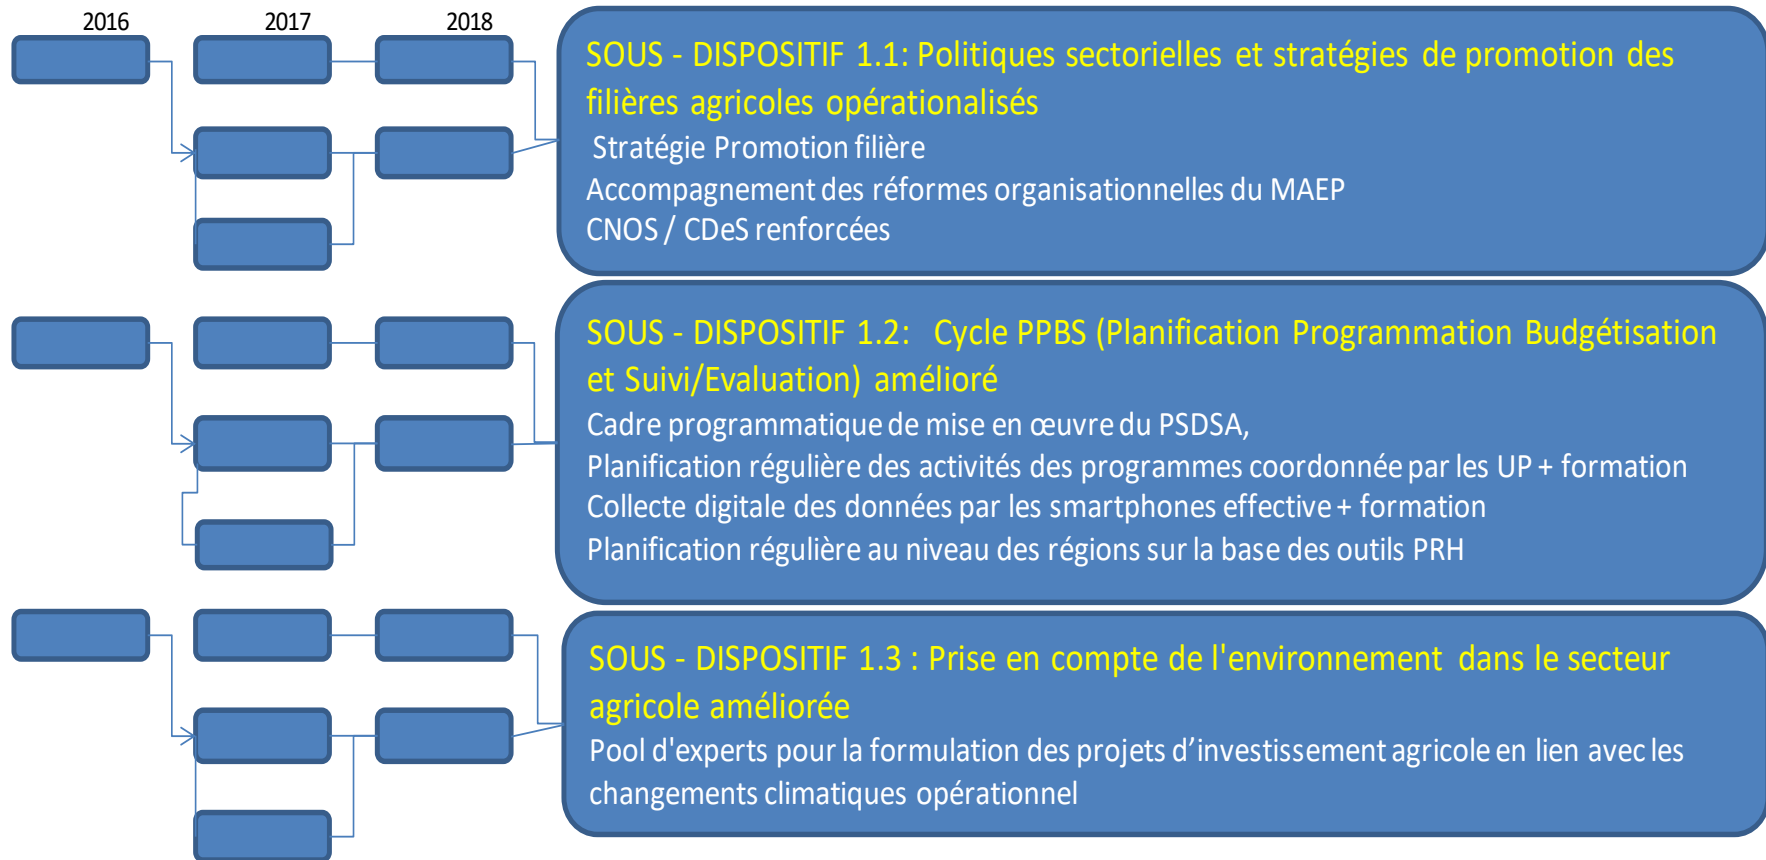 2016 2017 2018
SOUS - DISPOSITIF 1.1: Politiques sectorielles et stratégies de promotion des
filières agricoles opérationalisés
Stratégie Promotion filière
Accompagnement des réformes organisationnelles du MAEP
CNOS / CDeS renforcées
SOUS - DISPOSITIF 1.2: Cycle PPBS (Planification Programmation Budgétisation
et Suivi/Evaluation) amélioré
Cadre programmatique de mise en œuvre du PSDSA,
Planification régulière des activités des programmes coordonnée par les UP + formation
Collecte digitale des données par les smartphones effective + formation
Planification régulière au niveau des régions sur la base des outils PRH
SOUS - DISPOSITIF 1.3 : Prise en compte de l'environnement dans le secteur
agricole améliorée
Pool d'experts pour la formulation des projets d’investissement agricole en lien avec les
changements climatiques opérationnel